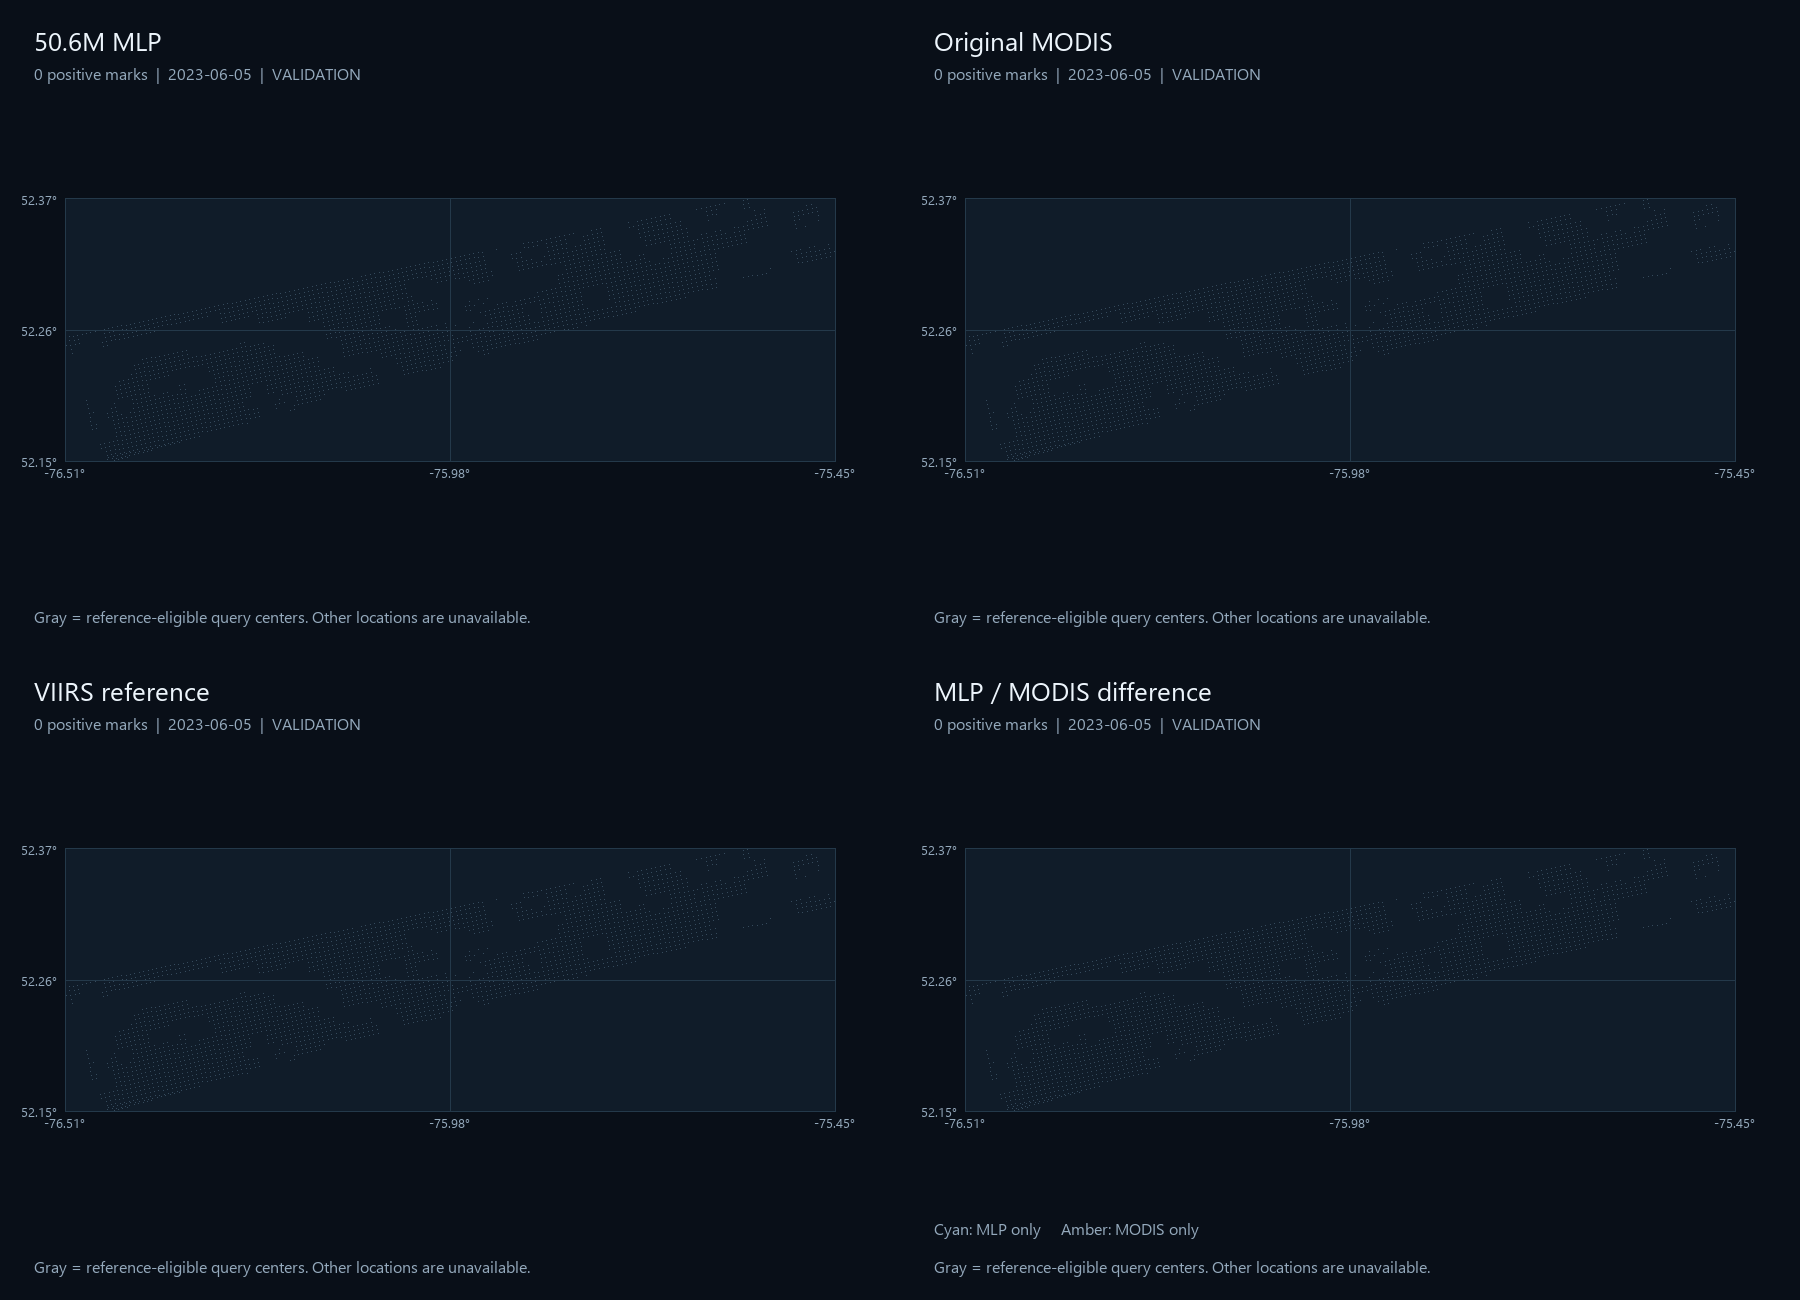 50.6M MLP
0 positive marks | 2023-06-05 | VALIDATION
52.37°
52.26°
52.15°
-76.51°
-75.98°
-75.45°
Gray = reference-eligible query centers. Other locations are unavailable.
Original MODIS
0 positive marks | 2023-06-05 | VALIDATION
52.37°
52.26°
52.15°
-76.51°
-75.98°
-75.45°
Gray = reference-eligible query centers. Other locations are unavailable.
VIIRS reference
0 positive marks | 2023-06-05 | VALIDATION
52.37°
52.26°
52.15°
-76.51°
-75.98°
-75.45°
Gray = reference-eligible query centers. Other locations are unavailable.
MLP / MODIS difference
0 positive marks | 2023-06-05 | VALIDATION
52.37°
52.26°
52.15°
-76.51°
-75.98°
-75.45°
Cyan: MLP only Amber: MODIS only
Gray = reference-eligible query centers. Other locations are unavailable.